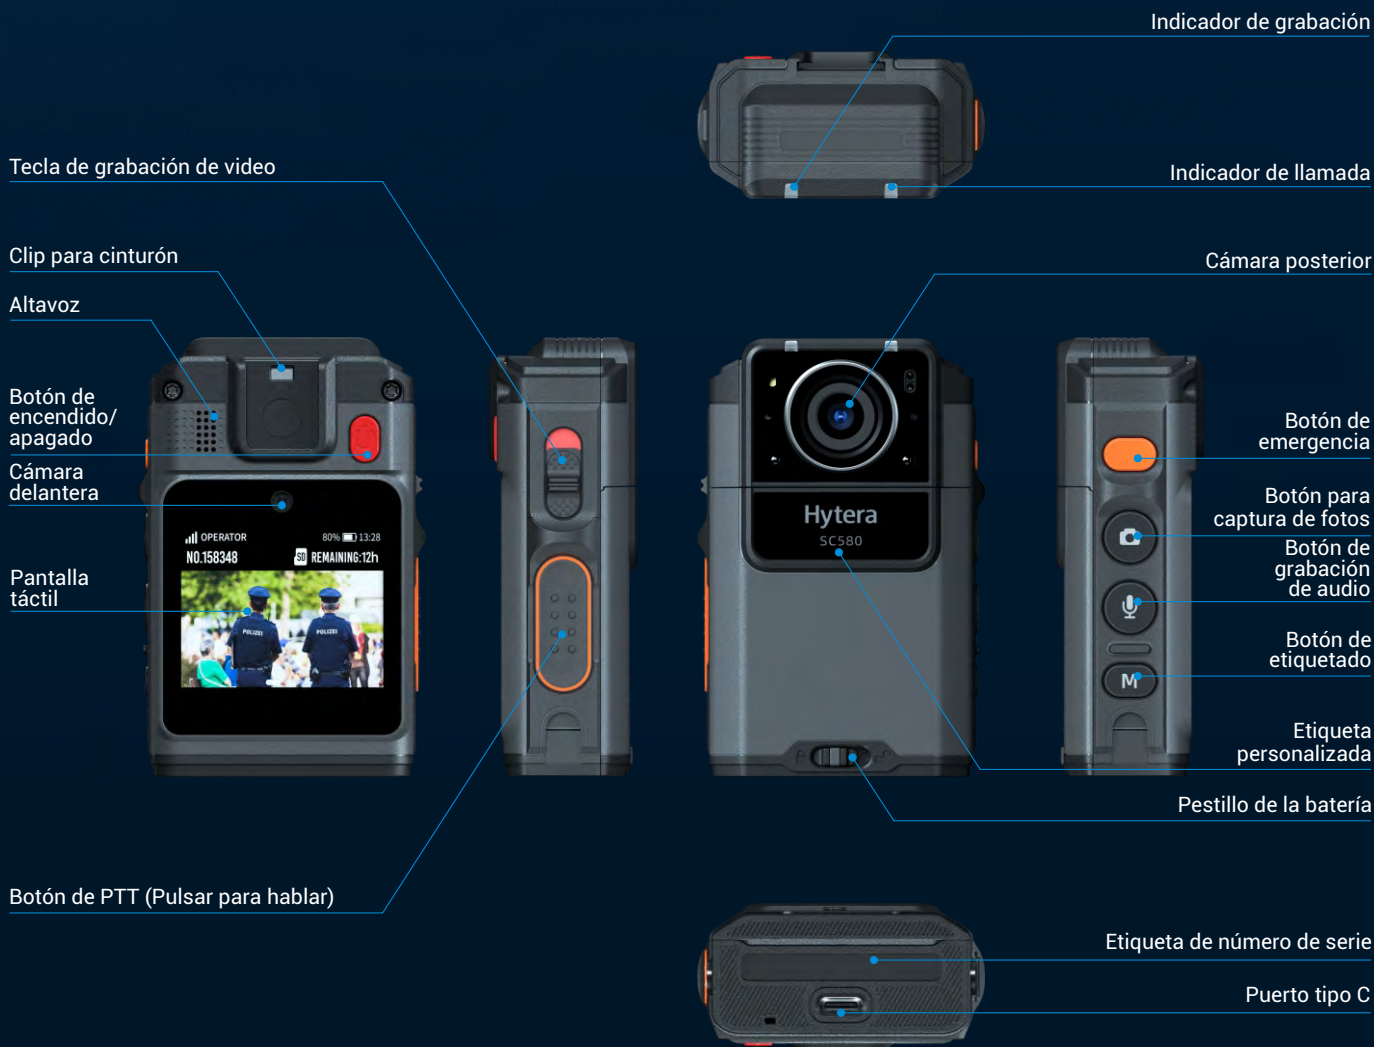 Indicador de grabación
Tecla de grabación de video
Indicador de llamada
Clip para cinturón
Cámara posterior
Altavoz
Botón de
encendido/
apagado
Cámara
delantera
Pantalla
táctil
OPERATOR
80%
13:28
NO.158348
SD
REMAINING:12h
POLIZEI
POLIZEI
Hytera
SC580
Botón de
emergencia
Botón para
captura de fotos
Botón de
grabación
de audio
Botón de
etiquetado
M
Etiqueta
personalizada
Pestillo de la batería
Botón de PTT (Pulsar para hablar)
Etiqueta de número de serie
Puerto tipo C